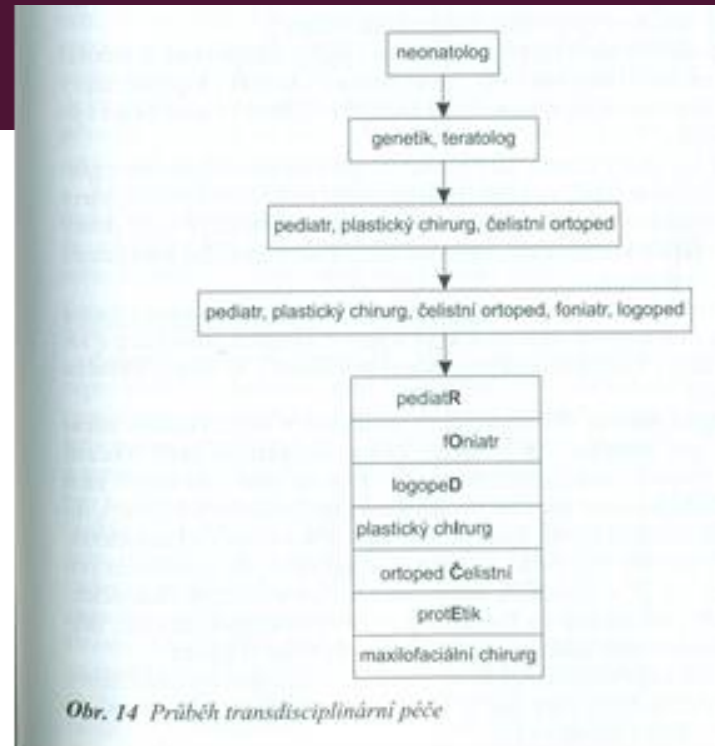 neonatolog
genetik, teratolog
pediatr, plastický chirurg, čelistní ortoped
pediatr, plastický chirurg, čelistní ortoped, foniatr, logoped
pediatR
fOniatr
logopeD
plastický chIrurg
ortoped Čelistní
protEtik
maxilofaciální chirurg
Obr. 14 Průběh transdisciplinární péče